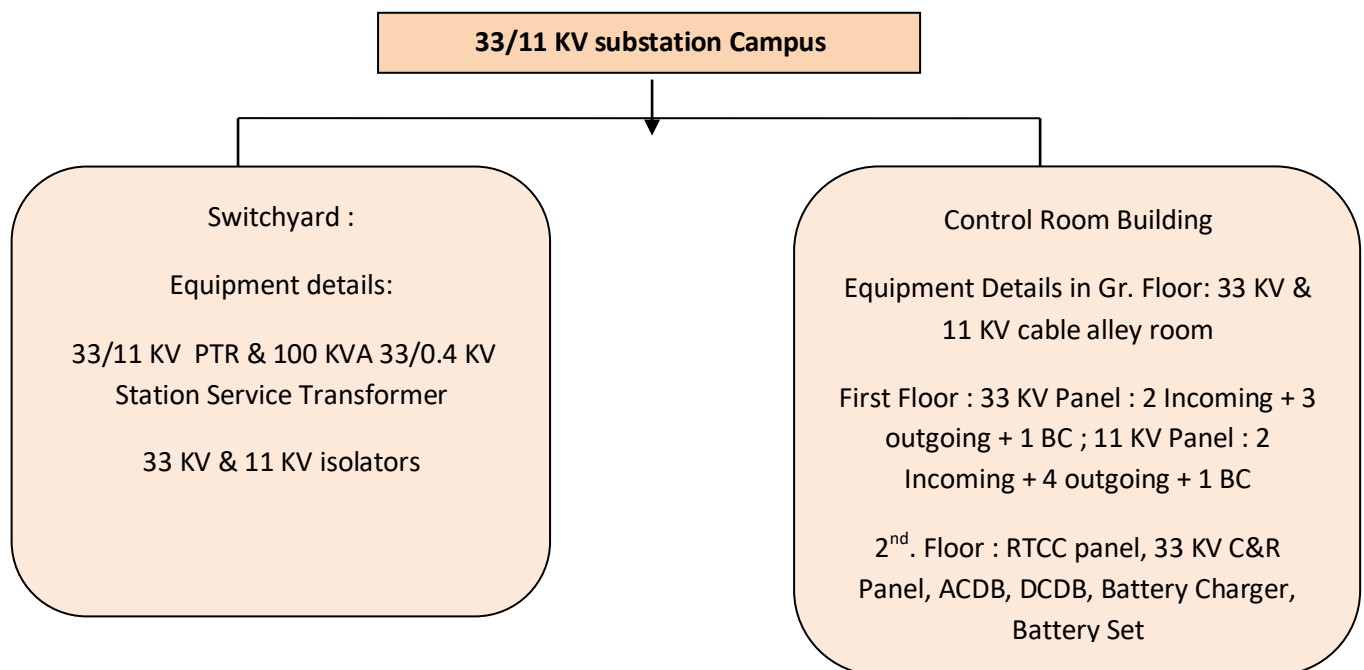 33/11 KV substation Campus
Switchyard :
Equipment details:
33/11 KV PTR & 100 KVA 33/0.4 KV
Station Service Transformer
33 KV & 11 KV isolators
Control Room Building
Equipment Details in Gr. Floor: 33 KV &
11 KV cable alley room
First Floor : 33 KV Panel : 2 Incoming + 3
outgoing + 1 BC ; 11 KV Panel : 2
Incoming + 4 outgoing + 1 BC
2nd. Floor : RTCC panel, 33 KV C&R
Panel, ACDB, DCDB, Battery Charger,
Battery Set